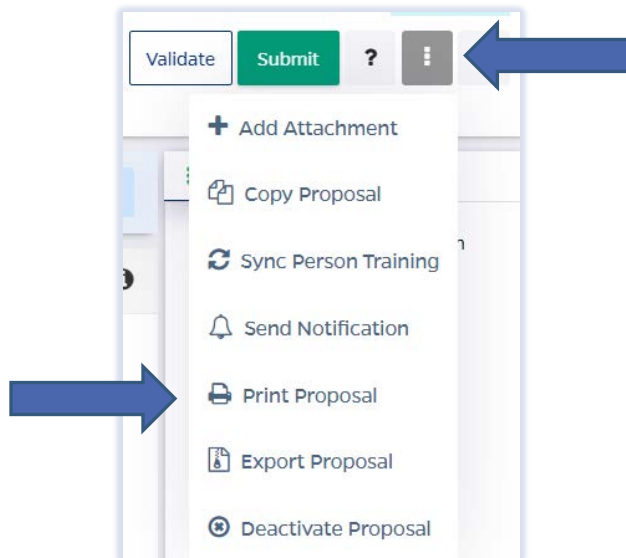 Validate Submit ?
Add Attachment
Copy Proposal
n
Sync Person Training
Send Notification
Print Proposal
Export Proposal
Deactivate Proposal